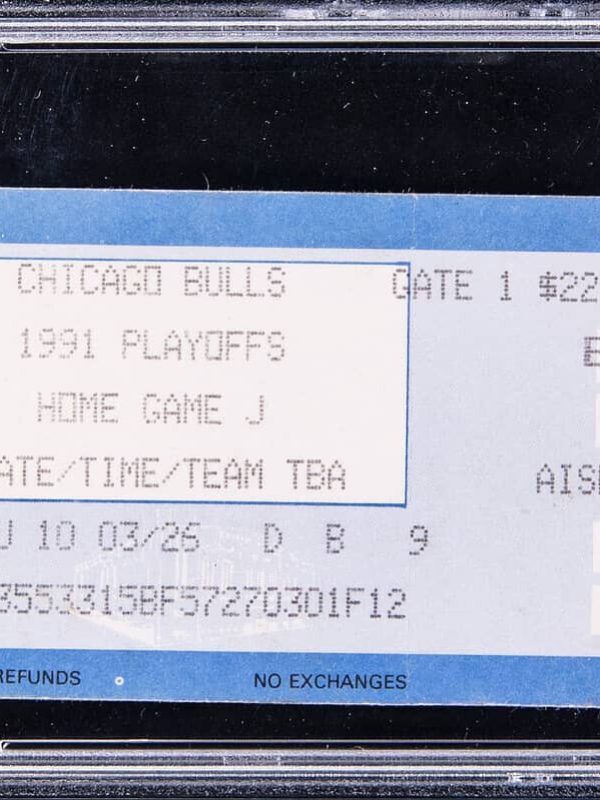 CHICAGO BULLS GATE 1 $22
1991 PLAYOFFS
HOME GAME J
ATE/TIME/TEAM TBA AIS
J 10 03/26 D B 9
3553315BF57270301F12
REFUNDS NO EXCHANGES